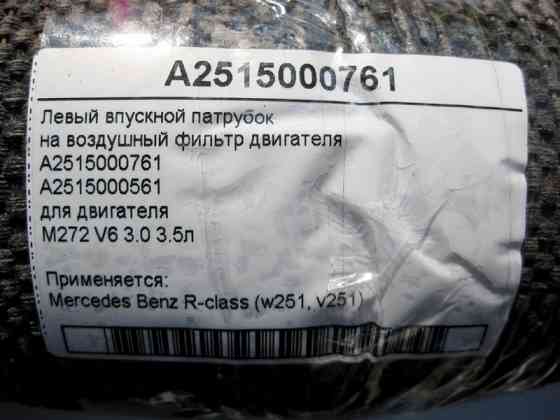 A2515000761
Левый впускной патрубок
на воздушный фильтр двигателя
A2515000761
A2515000561
для двигателя
M272 V6 3.0 3.5л
Применяется:
Mercedes Benz R-class (w251, v251)